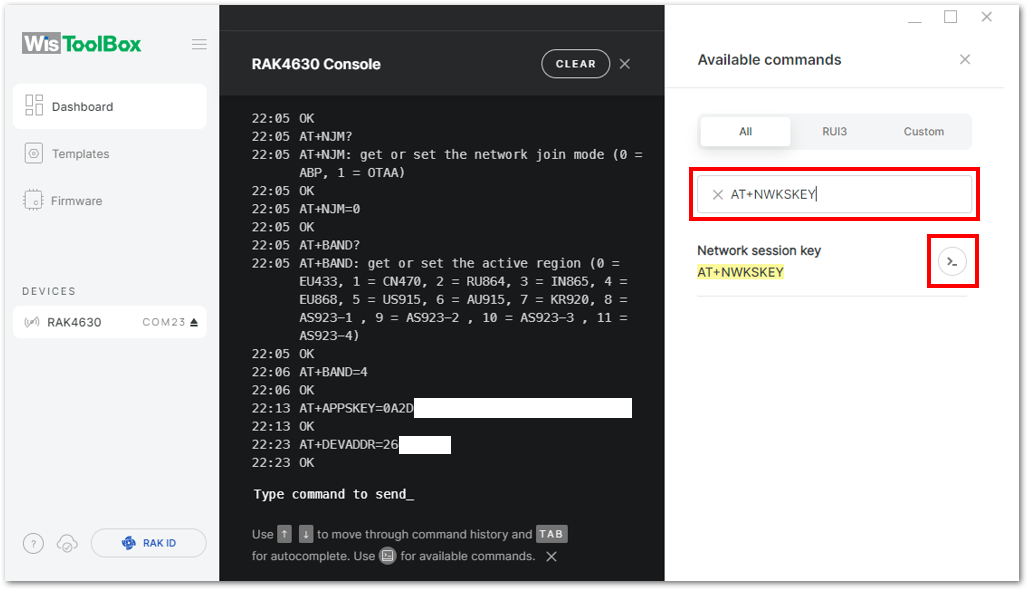 WisToolBox
Dashboard
Templates
Firmware
DEVICES
RAK4630 COM23
? RAK ID
RAK4630 Console CLEAR
22:05 OK
22:05 AT+NJM?
22:05 AT+NJM: get or set the network join mode (0 =
ABP, 1 = OTAA)
22:05 OK
22:05 AT+NJM=0
22:05 OK
22:05 AT+BAND?
22:05 AT+BAND: get or set the active region (0 =
EU433, 1 = CN470, 2 = RU864, 3 = IN865, 4 =
EU868, 5 = US915, 6 = AU915, 7 = KR920, 8 =
AS923-1 , 9 = AS923-2 , 10 = AS923-3 , 11 =
AS923-4)
22:05 OK
22:06 AT+BAND=4
22:06 OK
22:13 AT+APPSKEY=0A2D
22:13 OK
22:23 AT+DEVADDR=26
22:23 OK
Type command to send_
Use ↑ ↓ to move through command history and TAB
for autocomplete. Use for available commands.
Available commands
All RUI3 Custom
AT+NWKSKEY
Network session key
AT+NWKSKEY